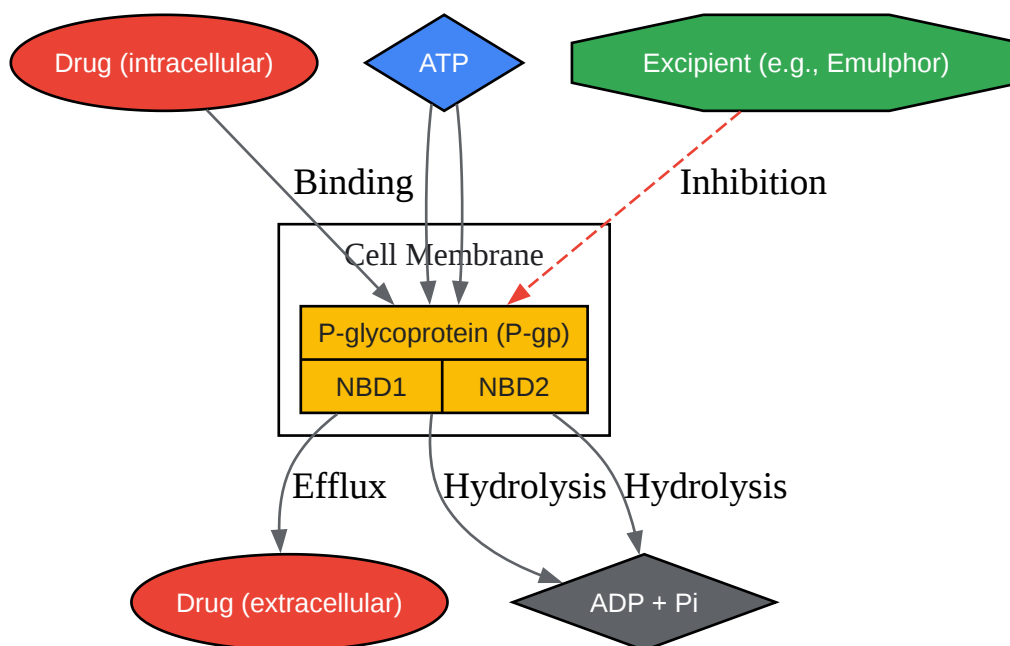 Drug (intracellular)
ATP
Excipient (e.g., Emulphor)
Binding
Inhibition
Cell Membrane
P-glycoprotein (P-gp)
NBD1
NBD2
Efflux
Hydrolysis
Hydrolysis
Drug (extracellular)
ADP + Pi